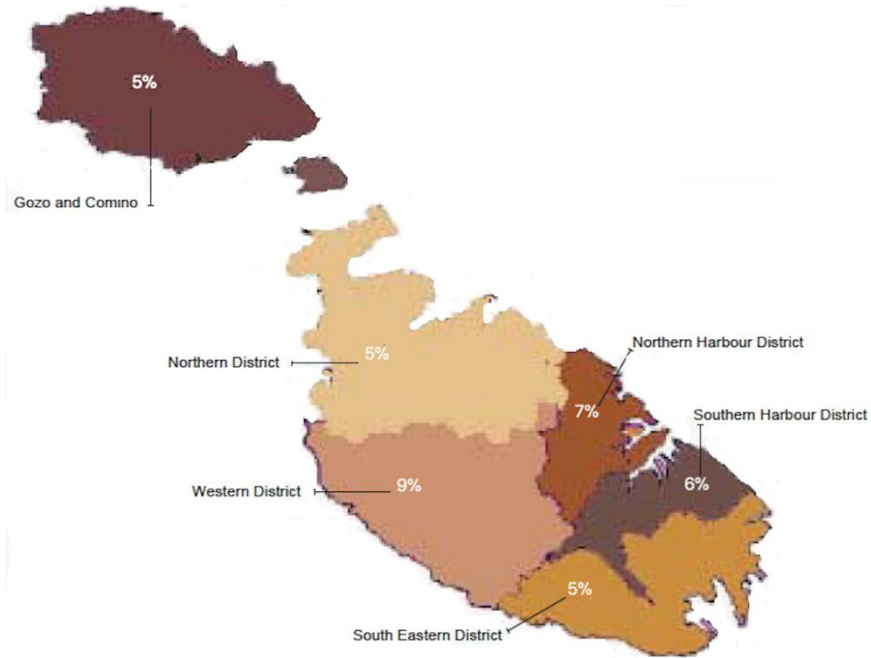 5%
Gozo and Comino
Northern Harbour District
Northern District
5%
7%
Southern Harbour District
Western District
9%
6%
5%
South Eastern District